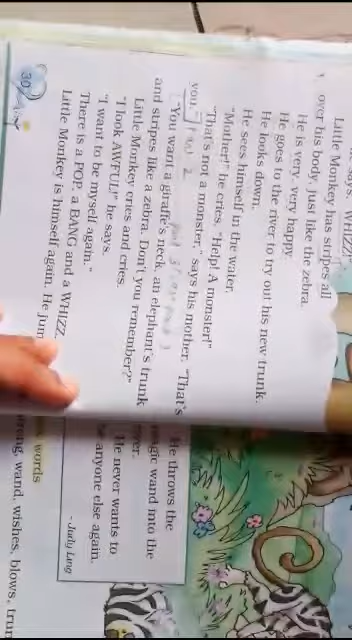 says. WHIZZ
Little Monkey has stripes all
over his body, just like the zebra.
He is very, very happy.
He goes to the river to try out his new trunk.
He looks down.
He sees himself in the water.
"Mother!" he cries. "Help! A monster!"
"That's not a monster," says his mother. "That's
you.
"You want a giraffe's neck, an elephant's trunk
and stripes like a zebra. Don't you remember?"
Little Monkey cries and cries.
"I look AWFUL!" he says.
"I want to be myself again."
There is a POP, a BANG and a WHIZZ.
Little Monkey is himself again. He jum
30
He throws the
magic wand into the
He never wants to
anyone else again.
- Judy Ling
words
wand, wishes, blows, trun